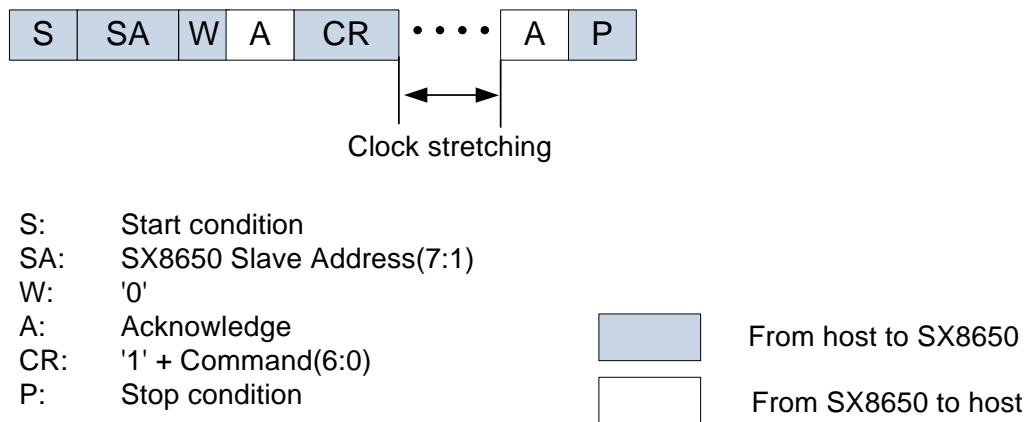 S SA W A CR A P
Clock stretching
S: Start condition
SA: SX8650 Slave Address(7:1)
W: '0'
A: Acknowledge
CR: '1' + Command(6:0)
P: Stop condition
From host to SX8650
From SX8650 to host